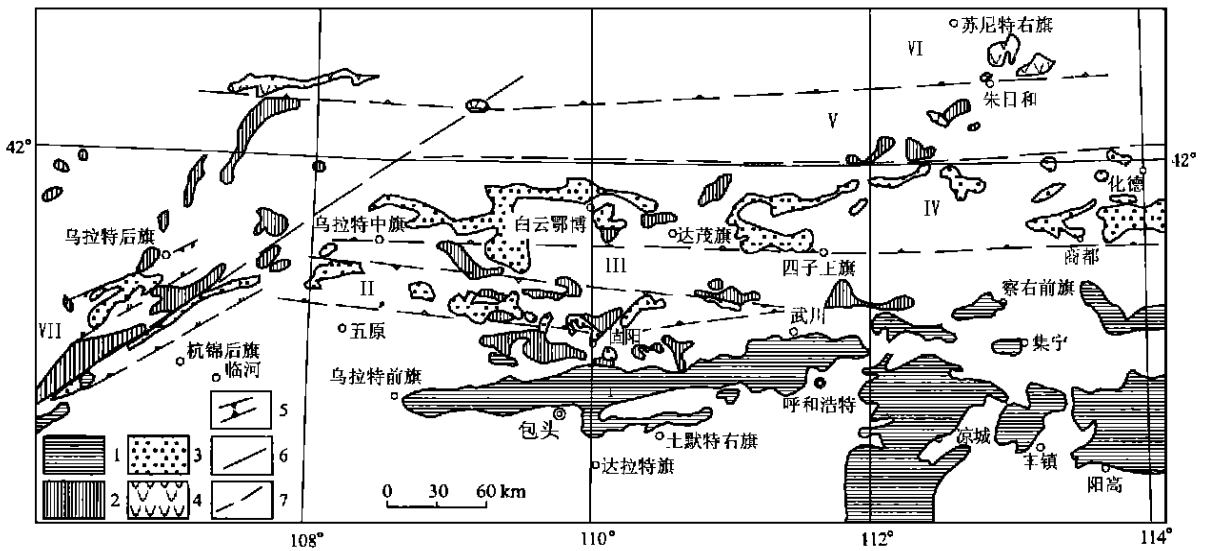 苏尼特右旗
VI
朱日和
V
42°
12°
化德
IV
乌拉特后旗
乌拉特中旗
白云鄂博
达茂旗
四子上旗
商都
III
II
察右前旗
VII
五原
固阳
武川
集宁
杭锦后旗
临河
乌拉特前旗
I
呼和浩特
包头
土默特右旗
凉城
丰镇
达拉特旗
阳高
5
1
3
6
2
4
7
0 30 60 km
108°
110°
112°
114°